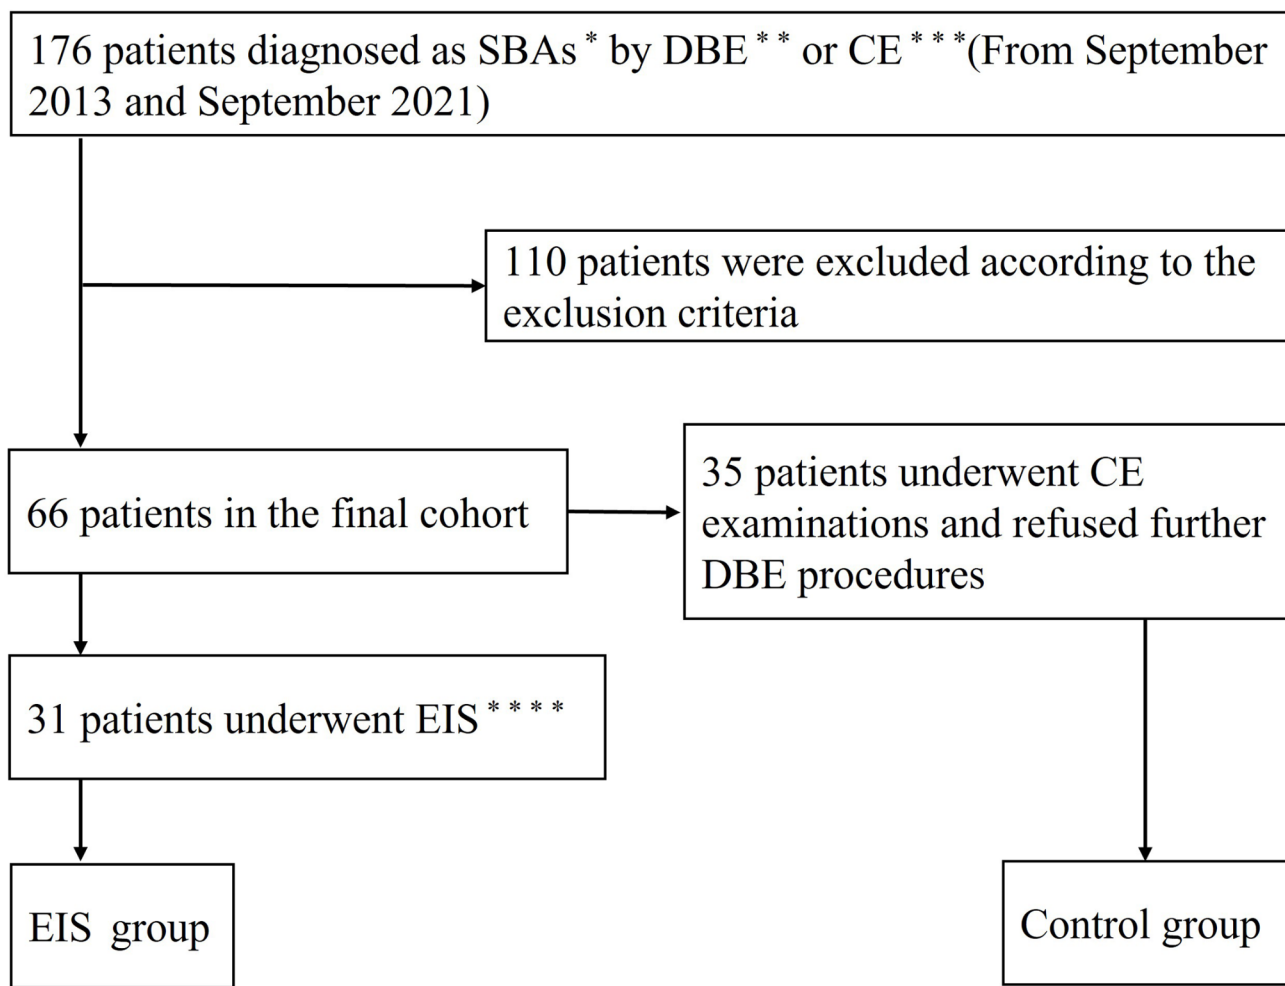 176 patients diagnosed as SBAs * by DBE * * or CE * * *(From September
2013 and September 2021)
110 patients were excluded according to the
exclusion criteria
66 patients in the final cohort
35 patients underwent CE
examinations and refused further
DBE procedures
31 patients underwent EIS * * * *
EIS group
Control group